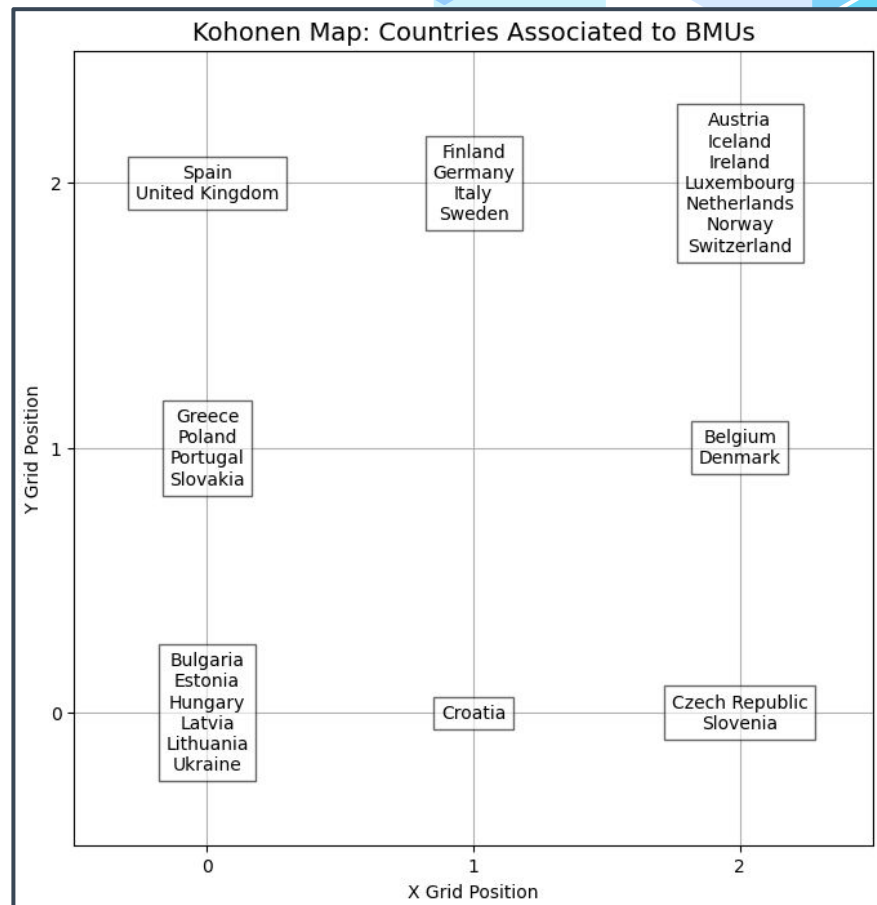 Kohonen Map: Countries Associated to BMUs
2
Spain
United Kingdom
Finland
Germany
Italy
Sweden
Austria
Iceland
Ireland
Luxembourg
Netherlands
Norway
Switzerland
Y Grid Position
1
Greece
Poland
Portugal
Slovakia
Belgium
Denmark
0
Bulgaria
Estonia
Hungary
Latvia
Lithuania
Ukraine
Croatia
Czech Republic
Slovenia
0
1
2
X Grid Position